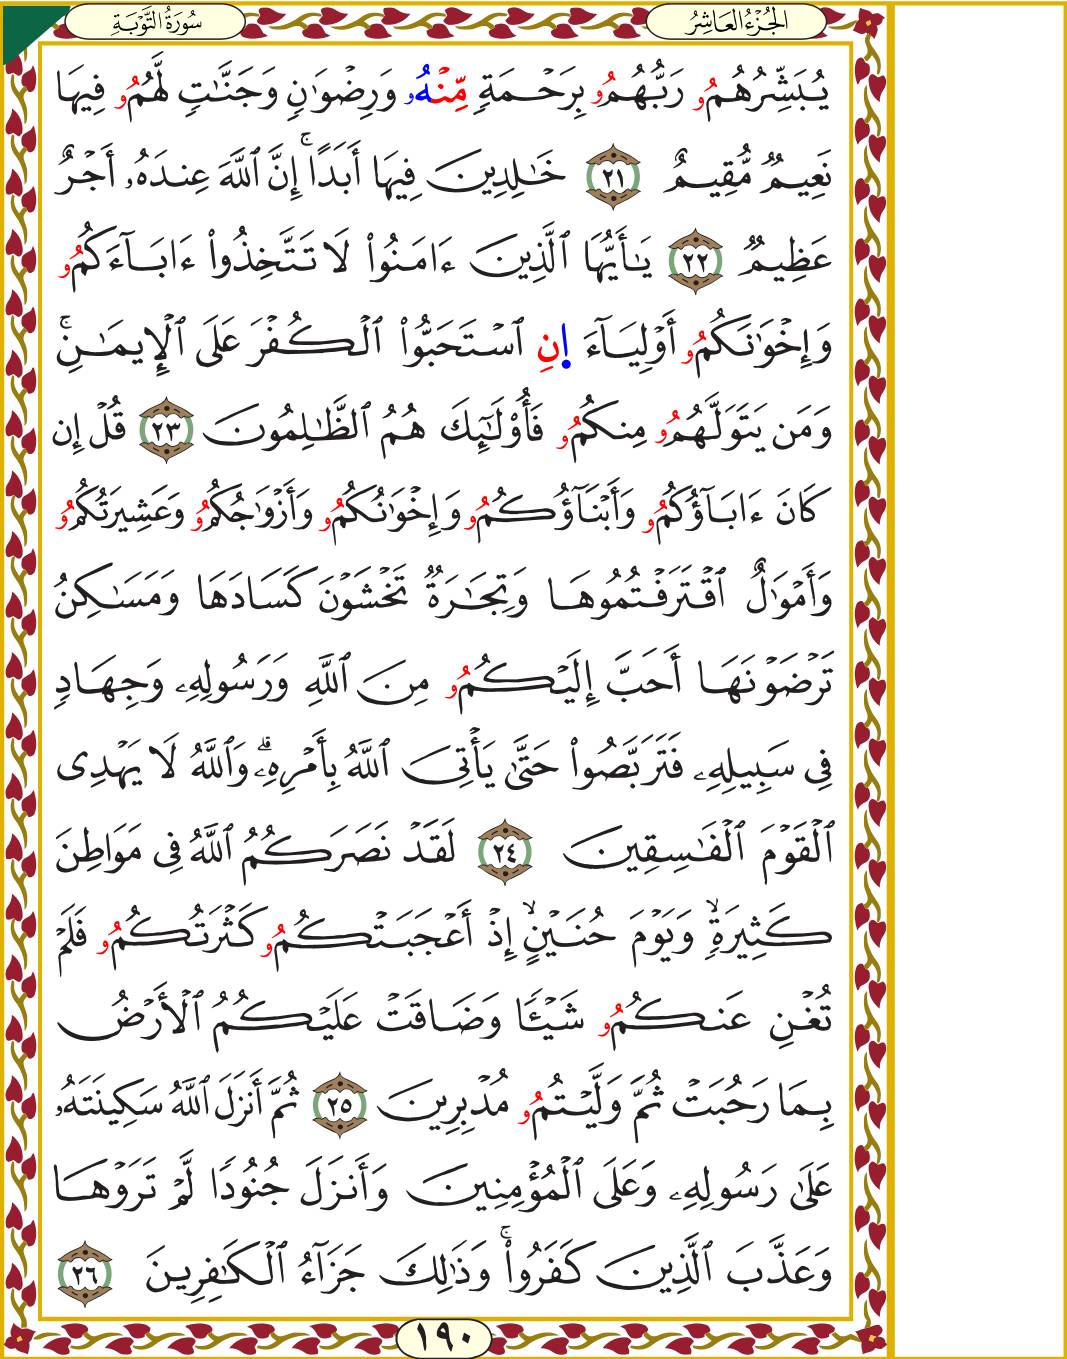 الجُزْءُ العَاشِرُ
سُورَةُ التَّوْبَةِ
يُبَشِّرُهُمُۥ رَبُّهُمُۥ بِرَحْمَةٖ مِّنْهُۥ وَرِضْوَٰنٖ وَجَنَّٰتٖ لَّهُمُۥ فِيهَا
نَعِيمٞ مُّقِيمٌ ٢١ خَٰلِدِينَ فِيهَا أَبَدًاۚ إِنَّ ٱللَّهَ عِندَهُۥ أَجْرٌ
عَظِيمٞ ٢٢ يَٰأَيُّهَا ٱلَّذِينَ ءَامَنُوا۟ لَا تَتَّخِذُوٓا۟ ءَابَآءَكُمُۥ
وَإِخْوَٰنَكُمُۥ أَوْلِيَآءَ إِنِ ٱسْتَحَبُّوا۟ ٱلْكُفْرَ عَلَى ٱلْإِيمَٰنِۚ
وَمَن يَتَوَلَّهُمُۥ مِنكُمُۥ فَأُو۟لَٰٓئِكَ هُمُ ٱلظَّٰلِمُونَ ٢٣ قُلْ إِن
كَانَ ءَابَآؤُكُمُۥ وَأَبْنَآؤُكُمُۥ وَإِخْوَٰنُكُمُۥ وَأَزْوَٰجُكُمُۥ وَعَشِيرَتُكُمُۥ
وَأَمْوَٰلٌ ٱقْتَرَفْتُمُوهَا وَتِجَٰرَةٞ تَخْشَوْنَ كَسَادَهَا وَمَسَٰكِنُ
تَرْضَوْنَهَا أَحَبَّ إِلَيْكُمُۥ مِنَ ٱللَّهِ وَرَسُولِهِۦ وَجِهَادٖ
فِى سَبِيلِهِۦ فَتَرَبَّصُوا۟ حَتَّىٰ يَأْتِىَ ٱللَّهُ بِأَمْرِهِۦۗ وَٱللَّهُ لَا يَهْدِى
ٱلْقَوْمَ ٱلْفَٰسِقِينَ ٢٤ لَقَدْ نَصَرَكُمُ ٱللَّهُ فِى مَوَاطِنَ
كَثِيرَةٖۙ وَيَوْمَ حُنَيْنٍۙ إِذْ أَعْجَبَتْكُمُۥ كَثْرَتُكُمُۥ فَلَمْ
تُغْنِ عَنكُمُۥ شَيْـٔٗا وَضَاقَتْ عَلَيْكُمُ ٱلْأَرْضُ
بِمَا رَحُبَتْ ثُمَّ وَلَّيْتُمُۥ مُدْبِرِينَ ٢٥ ثُمَّ أَنزَلَ ٱللَّهُ سَكِينَتَهُۥ
عَلَىٰ رَسُولِهِۦ وَعَلَى ٱلْمُؤْمِنِينَ وَأَنزَلَ جُنُودٗا لَّمْ تَرَوْهَا
وَعَذَّبَ ٱلَّذِينَ كَفَرُوا۟ۚ وَذَٰلِكَ جَزَآءُ ٱلْكَٰفِرِينَ ٢٦
١٩٠